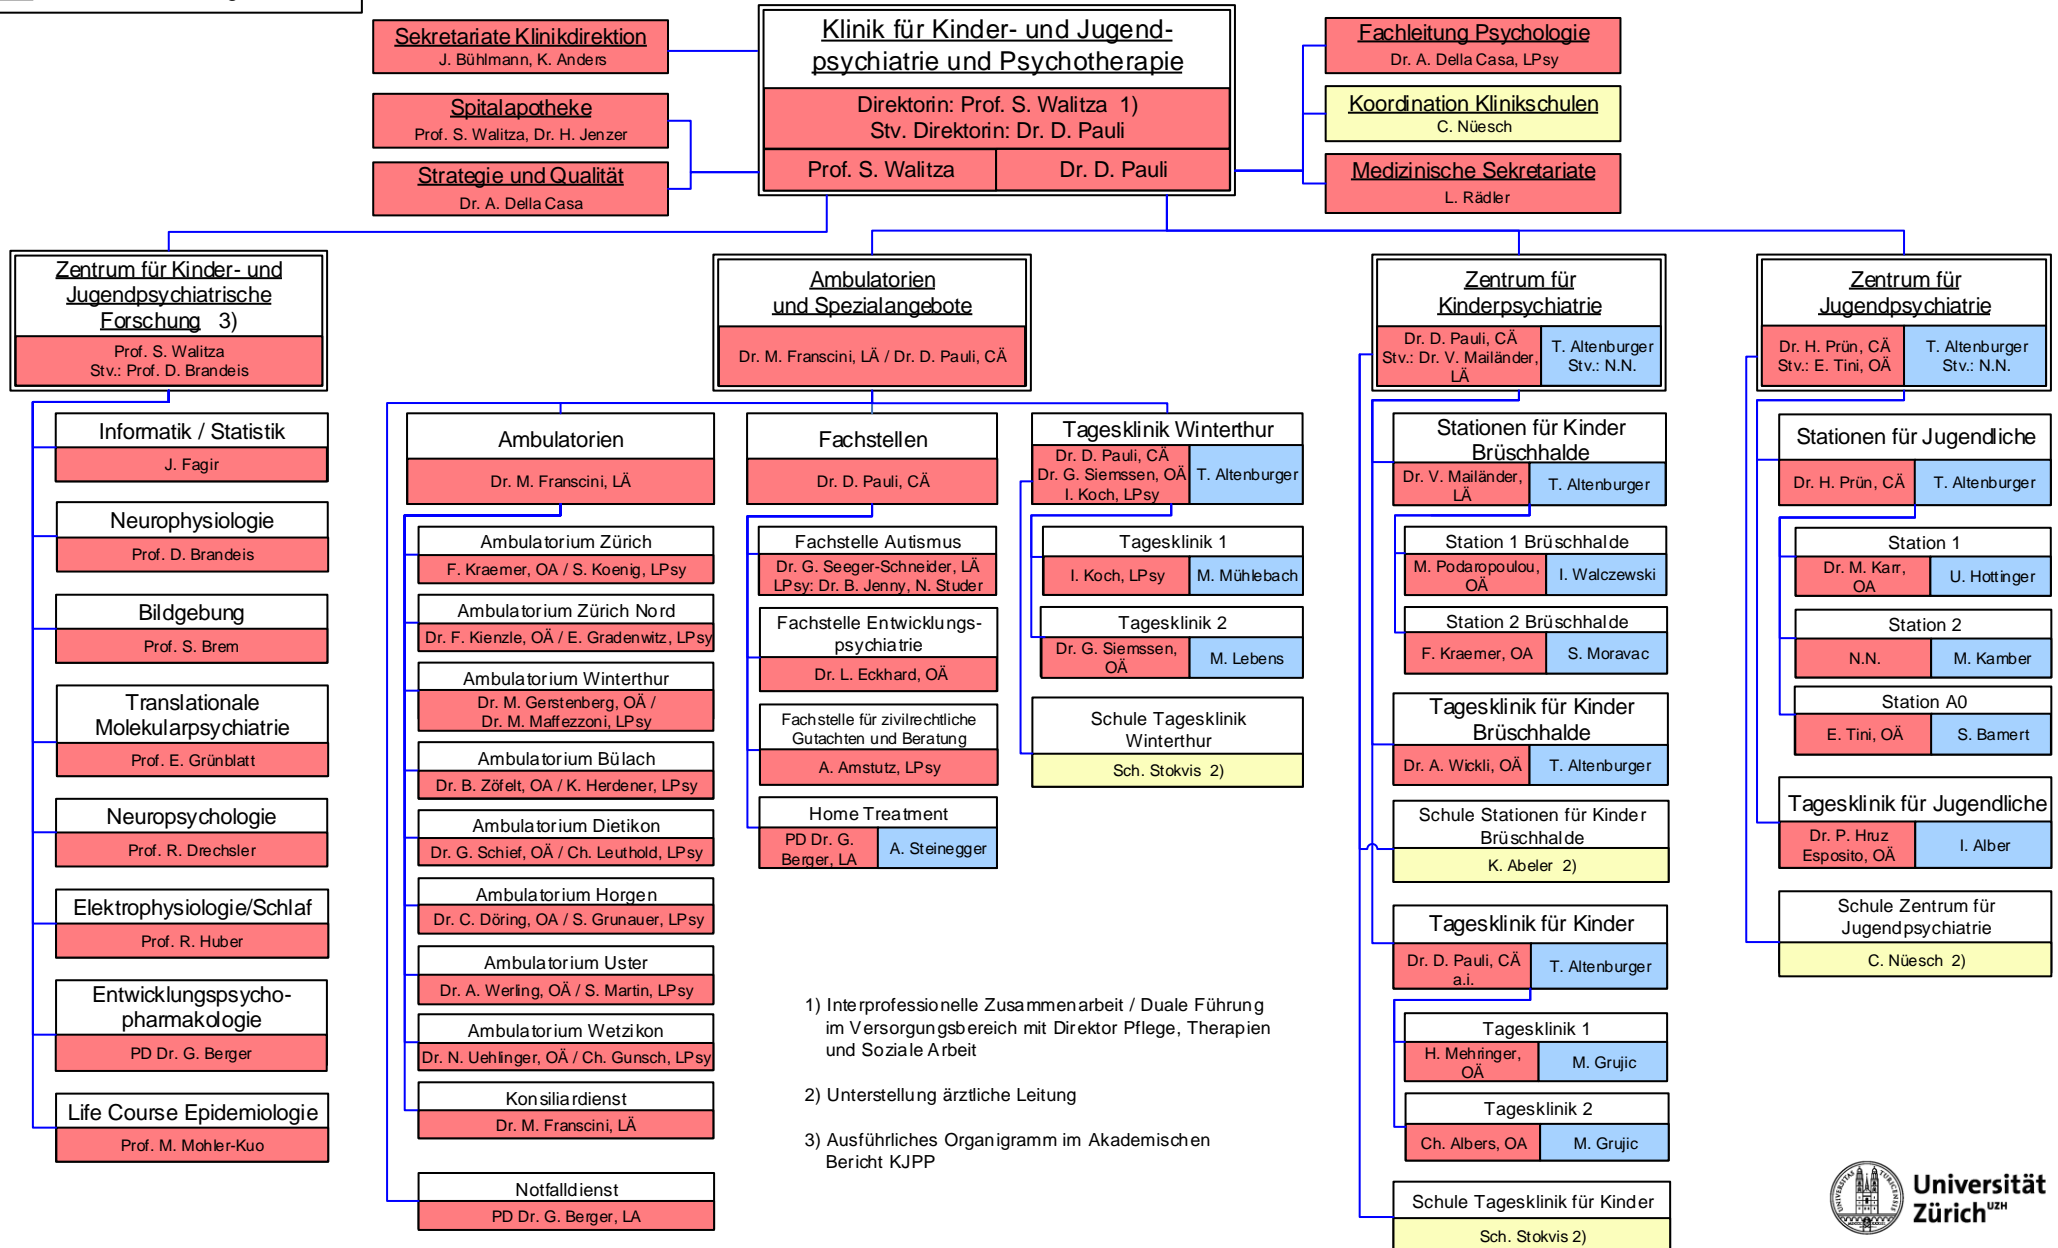 Sekretariate Klinikdirektion
J. Bühlmann, K. Anders
Spitalapotheke
Prof. S. Walitza, Dr. H. Jenzer
Strategie und Qualität
Dr. A. Della Casa
Klinik für Kinder- und Jugend-
psychiatrie und Psychotherapie
Direktorin: Prof. S. Walitza 1)
Stv. Direktorin: Dr. D. Pauli
Prof. S. Walitza
Dr. D. Pauli
Fachleitung Psychologie
Dr. A. Della Casa, LPsy
Koordination Klinikschulen
C. Nüesch
Medizinische Sekretariate
L. Rädler
Zentrum für Kinder- und
Jugendpsychiatrische
Forschung 3)
Prof. S. Walitza
Stv.: Prof. D. Brandeis
Informatik / Statistik
J. Fagir
Neurophysiologie
Prof. D. Brandeis
Bildgebung
Prof. S. Brem
Translationale
Molekularpsychiatrie
Prof. E. Grünblatt
Neuropsychologie
Prof. R. Drechsler
Elektrophysiologie/Schlaf
Prof. R. Huber
Entwicklungspsycho-
pharmakologie
PD Dr. G. Berger
Life Course Epidemiologie
Prof. M. Mohler-Kuo
Ambulatorien
und Spezialangebote
Dr. M. Franscini, LÄ / Dr. D. Pauli, CÄ
Ambulatorien
Dr. M. Franscini, LÄ
Ambulatorium Zürich
F. Kraemer, OA / S. Koenig, LPsy
Ambulatorium Zürich Nord
Dr. F. Kienzle, OÄ / E. Gradenwitz, LPsy
Ambulatorium Winterthur
Dr. M. Gerstenberg, OÄ /
Dr. M. Maffezzoni, LPsy
Ambulatorium Bülach
Dr. B. Zöfelt, OA / K. Herdener, LPsy
Ambulatorium Dietikon
Dr. G. Schief, OÄ / Ch. Leuthold, LPsy
Ambulatorium Horgen
Dr. C. Döring, OA / S. Grunauer, LPsy
Ambulatorium Uster
Dr. A. Werling, OÄ / S. Martin, LPsy
Ambulatorium Wetzikon
Dr. N. Uehlinger, OÄ / Ch. Gunsch, LPsy
Konsiliardienst
Dr. M. Franscini, LÄ
Notfalldienst
PD Dr. G. Berger, LA
Fachstellen
Dr. D. Pauli, CÄ
Fachstelle Autismus
Dr. G. Seeger-Schneider, LÄ
LPsy: Dr. B. Jenny, N. Studer
Fachstelle Entwicklungs-
psychiatrie
Dr. L. Eckhard, OÄ
Fachstelle für zivilrechtliche
Gutachten und Beratung
A. Amstutz, LPsy
Home Treatment
PD Dr. G.
Berger, LA
A. Steinegger
Tagesklinik Winterthur
Dr. D. Pauli, CÄ
Dr. G. Siemssen, OÄ
I. Koch, LPsy
T. Altenburger
Tagesklinik 1
I. Koch, LPsy
M. Mühlebach
Tagesklinik 2
Dr. G. Siemssen,
OÄ
M. Lebens
Schule Tagesklinik
Winterthur
Sch. Stokvis 2)
Zentrum für
Kinderpsychiatrie
Dr. D. Pauli, CÄ
Stv.: Dr. V. Mailänder,
LÄ
T. Altenburger
Stv.: N.N.
Stationen für Kinder
Brüschhalde
Dr. V. Mailänder,
LÄ
T. Altenburger
Station 1 Brüschhalde
M. Podaropoulou,
OÄ
I. Walczewski
Station 2 Brüschhalde
F. Kraemer, OA
S. Moravac
Tagesklinik für Kinder
Brüschhalde
Dr. A. Wickli, OÄ
T. Altenburger
Schule Stationen für Kinder
Brüschhalde
K. Abeler 2)
Tagesklinik für Kinder
Dr. D. Pauli, CÄ
a.i.
T. Altenburger
Tagesklinik 1
H. Mehringer,
OÄ
M. Grujic
Tagesklinik 2
Ch. Albers, OA
M. Grujic
Schule Tagesklinik für Kinder
Sch. Stokvis 2)
Zentrum für
Jugendpsychiatrie
Dr. H. Prün, CÄ
Stv.: E. Tini, OÄ
T. Altenburger
Stv.: N.N.
Stationen für Jugendliche
Dr. H. Prün, CÄ
T. Altenburger
Station 1
Dr. M. Karr,
OA
U. Hottinger
Station 2
N.N.
M. Kamber
Station A0
E. Tini, OÄ
S. Bamert
Tagesklinik für Jugendliche
Dr. P. Hruz
Esposito, OÄ
I. Alber
Schule Zentrum für
Jugendpsychiatrie
C. Nüesch 2)
1) Interprofessionelle Zusammenarbeit / Duale Führung
im Versorgungsbereich mit Direktor Pflege, Therapien
und Soziale Arbeit
2) Unterstellung ärztliche Leitung
3) Ausführliches Organigramm im Akademischen
Bericht KJPP
Universität
Zürich UZH